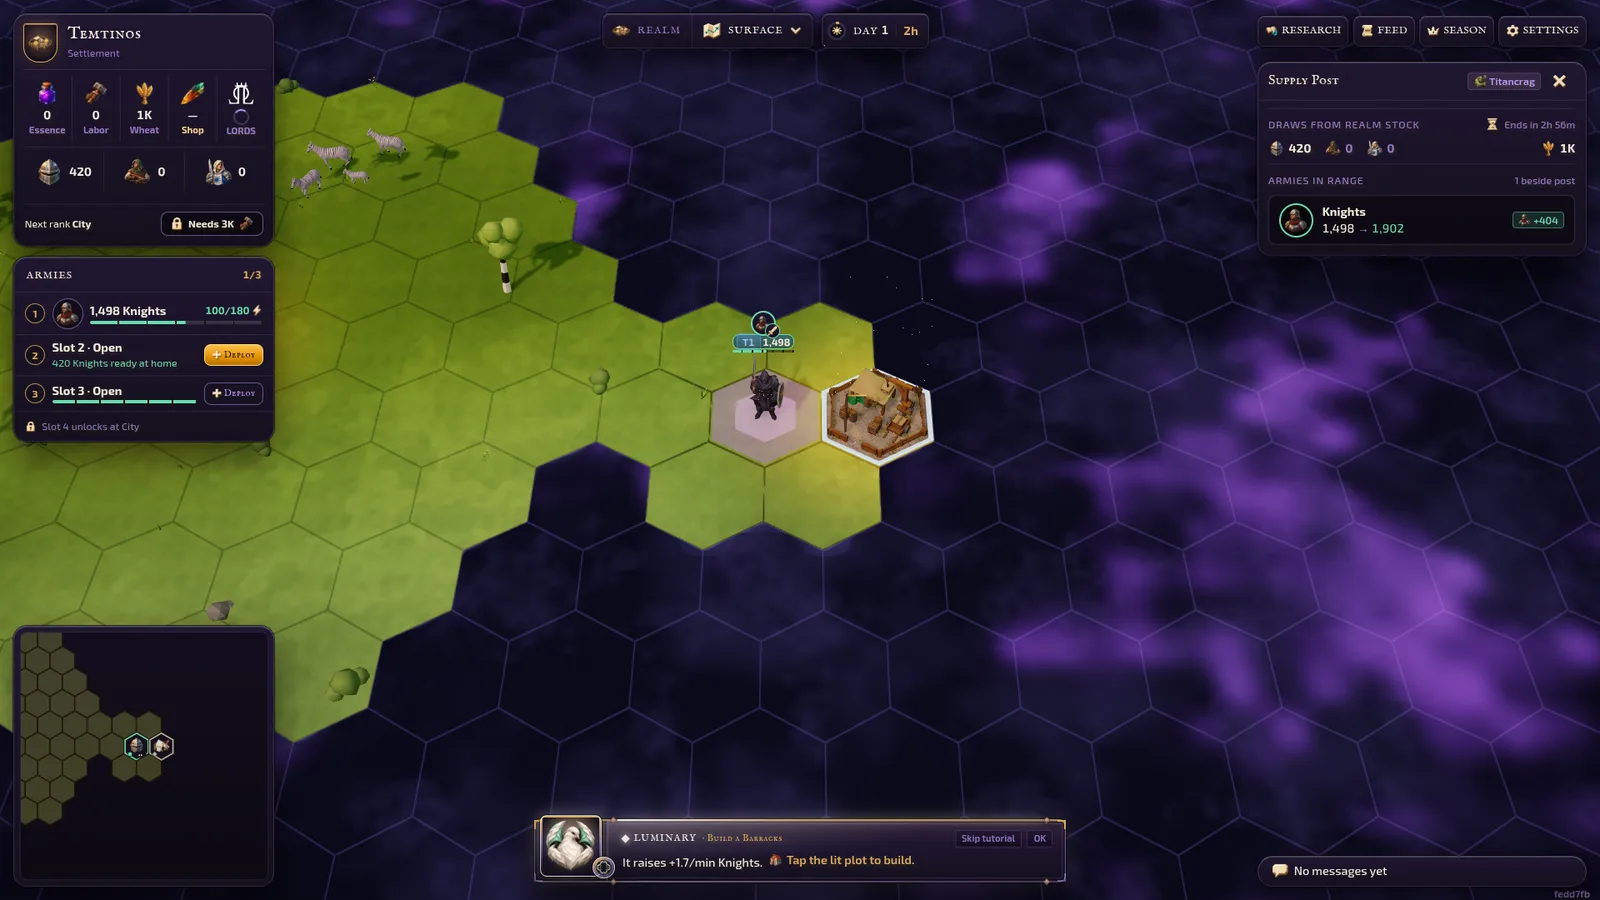 Temtinos
Settlement
0 0 1K —
Essence Labor Wheat Shop LORDS
420 0 0
Next rank City Needs 3K
ARMIES 1/3
1 1,498 Knights 100/180
2 Slot 2 · Open
420 Knights ready at home
+ Deploy
3 Slot 3 · Open + Deploy
Slot 4 unlocks at City
REALM SURFACE DAY 1 2h
RESEARCH FEED SEASON SETTINGS
Supply Post Titancrag
DRAWS FROM REALM STOCK Ends in 2h 56m
420 0 0 1K
ARMIES IN RANGE 1 beside post
Knights
1,498 → 1,902
+404
T1 1,498
LUMINARY · Build a Barracks Skip tutorial OK
It raises +1.7/min Knights. Tap the lit plot to build.
No messages yet
fedd7fb